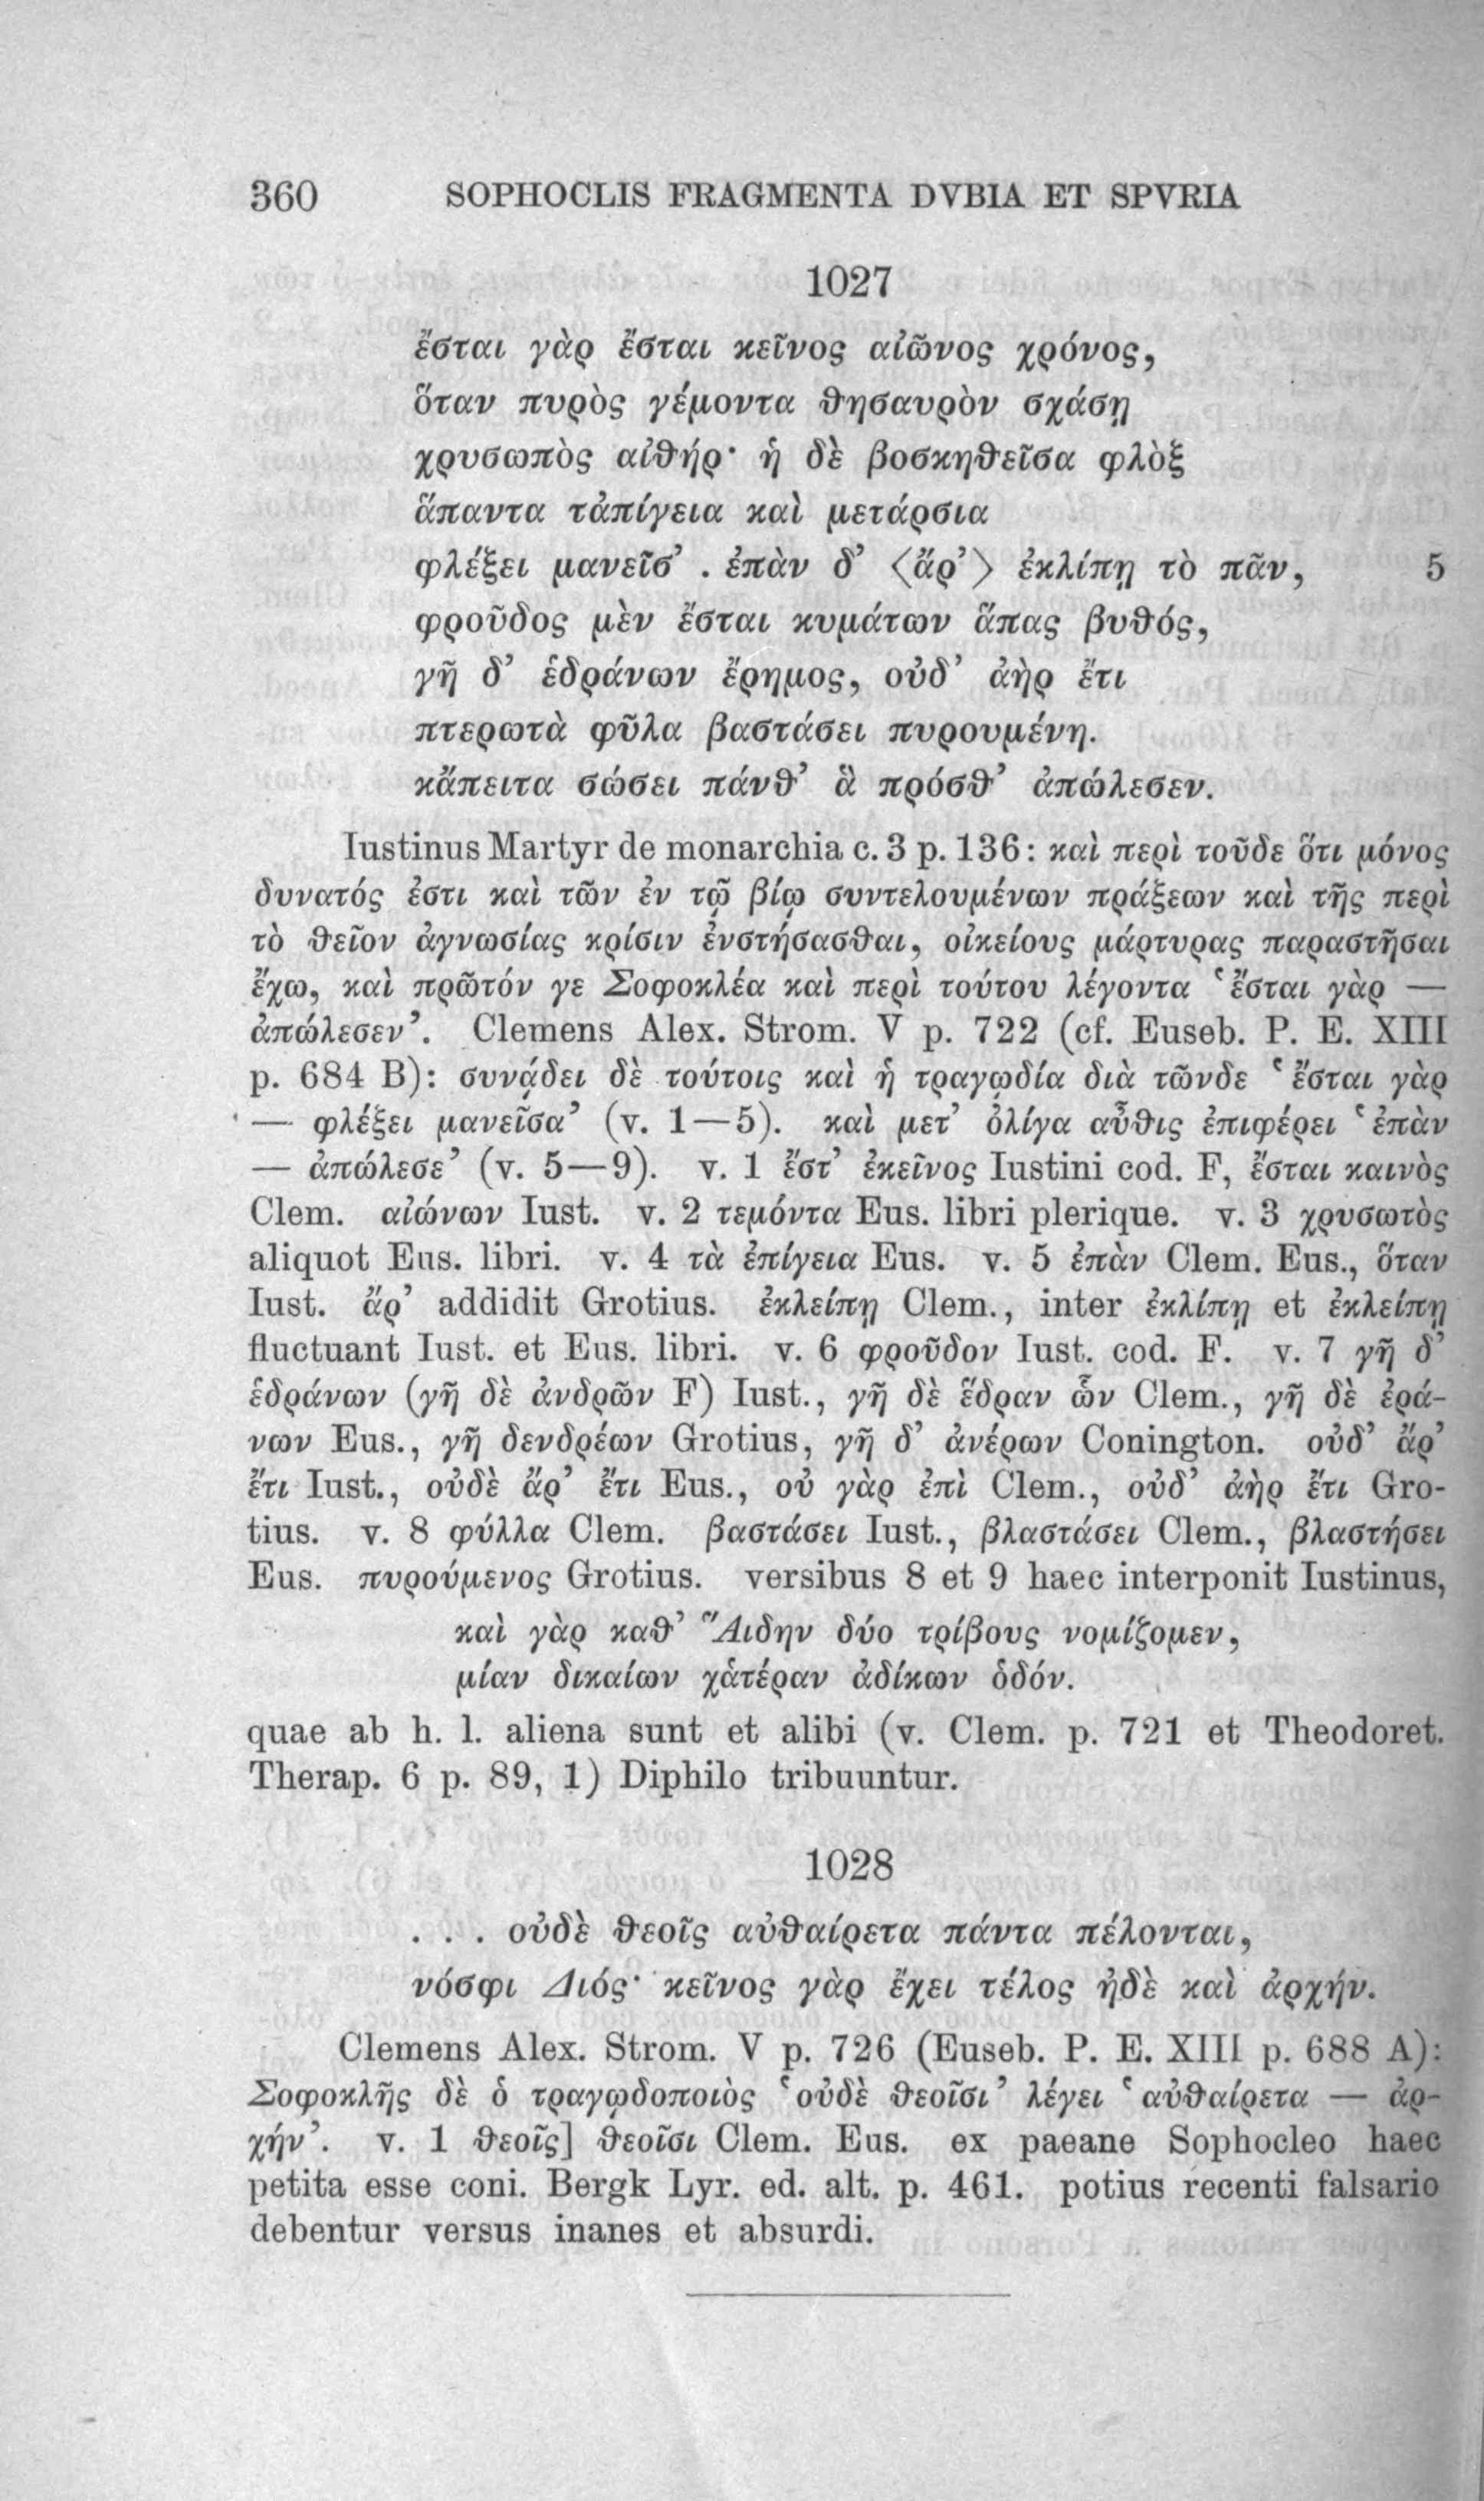 360 SOPHOCLIS FRAGMENTA DVBIA ET SPVRIA
1027
ἔσται γὰρ ἔσται κεῖνος αἰῶνος χρόνος,
ὅταν πυρὸς γέμοντα θησαυρὸν σχάσῃ
χρυσωπὸς αἰθήρ· ἡ δὲ βοσκηθεῖσα φλὸξ
ἅπαντα τἀπίγεια καὶ μετάρσια
φλέξει μανεῖσ’ . ἐπὰν δ’ 〈ἄρ’〉 ἐκλίπῃ τὸ πᾶν, 5
φροῦδος μὲν ἔσται κυμάτων ἅπας βυθός,
γῆ δ’ ἑδράνων ἔρημος, οὐδ’ ἀὴρ ἔτι
πτερωτὰ φῦλα βαστάσει πυρουμένη.
κἄπειτα σώσει πάνθ’ ἃ πρόσθ’ ἀπώλεσεν.
Iustinus Martyr de monarchia c. 3 p. 136: καὶ περὶ τοῦδε ὅτι μόνος
δυνατός ἐστι καὶ τῶν ἐν τῷ βίῳ συντελουμένων πράξεων καὶ τῆς περὶ
τὸ θεῖον ἀγνωσίας κρίσιν ἐνστήσασθαι, οἰκείους μάρτυρας παραστῆσαι
ἔχω, καὶ πρῶτόν γε Σοφοκλέα καὶ περὶ τούτου λέγοντα ‘ἔσται γὰρ —
ἀπώλεσεν’. Clemens Alex. Strom. V p. 722 (cf. Euseb. P. E. XIII
p. 684 B): συνᾴδει δὲ τούτοις καὶ ἡ τραγῳδία διὰ τῶνδε ‘ἔσται γὰρ
— φλέξει μανεῖσα’ (v. 1—5). καὶ μετ’ ὀλίγα αὖθις ἐπιφέρει ‘ἐπὰν
— ἀπώλεσε’ (v. 5—9). v. 1 ἔστ’ ἐκεῖνος Iustini cod. F, ἔσται καινὸς
Clem. αἰώνων Iust. v. 2 τεμόντα Eus. libri plerique. v. 3 χρυσωτὸς
aliquot Eus. libri. v. 4 τὰ ἐπίγεια Eus. v. 5 ἐπὰν Clem. Eus., ὅταν
Iust. ἄρ’ addidit Grotius. ἐκλείπῃ Clem., inter ἐκλίπῃ et ἐκλείπῃ
fluctuant Iust. et Eus. libri. v. 6 φροῦδον Iust. cod. F. v. 7 γῆ δ’
ἑδράνων (γῆ δὲ ἀνδρῶν F) Iust., γῆ δὲ ἕδραν ὧν Clem., γῆ δὲ ἐρά-
νων Eus., γῆ δενδρέων Grotius, γῆ δ’ ἀνέρων Conington. οὐδ’ ἄρ’
ἔτι Iust., οὐδὲ ἄρ’ ἔτι Eus., οὐ γὰρ ἐπὶ Clem., οὐδ’ ἀὴρ ἔτι Gro-
tius. v. 8 φύλλα Clem. βαστάσει Iust., βλαστάσει Clem., βλαστήσει
Eus. πυρούμενος Grotius. versibus 8 et 9 haec interponit Iustinus,
καὶ γὰρ καθ’ Ἅιδην δύο τρίβους νομίζομεν,
μίαν δικαίων χἁτέραν ἀδίκων ὁδόν.
quae ab h. l. aliena sunt et alibi (v. Clem. p. 721 et Theodoret.
Therap. 6 p. 89, 1) Diphilo tribuuntur.
1028
. . . οὐδὲ θεοῖς αὐθαίρετα πάντα πέλονται,
νόσφι Διός· κεῖνος γὰρ ἔχει τέλος ἠδὲ καὶ ἀρχήν.
Clemens Alex. Strom. V p. 726 (Euseb. P. E. XIII p. 688 A):
Σοφοκλῆς δὲ ὁ τραγῳδοποιὸς ‘οὐδὲ θεοῖσι’ λέγει ‘αὐθαίρετα — ἀρ-
χήν’. v. 1 θεοῖς] θεοῖσι Clem. Eus. ex paeane Sophocleo haec
petita esse coni. Bergk Lyr. ed. alt. p. 461. potius recenti falsario
debentur versus inanes et absurdi.